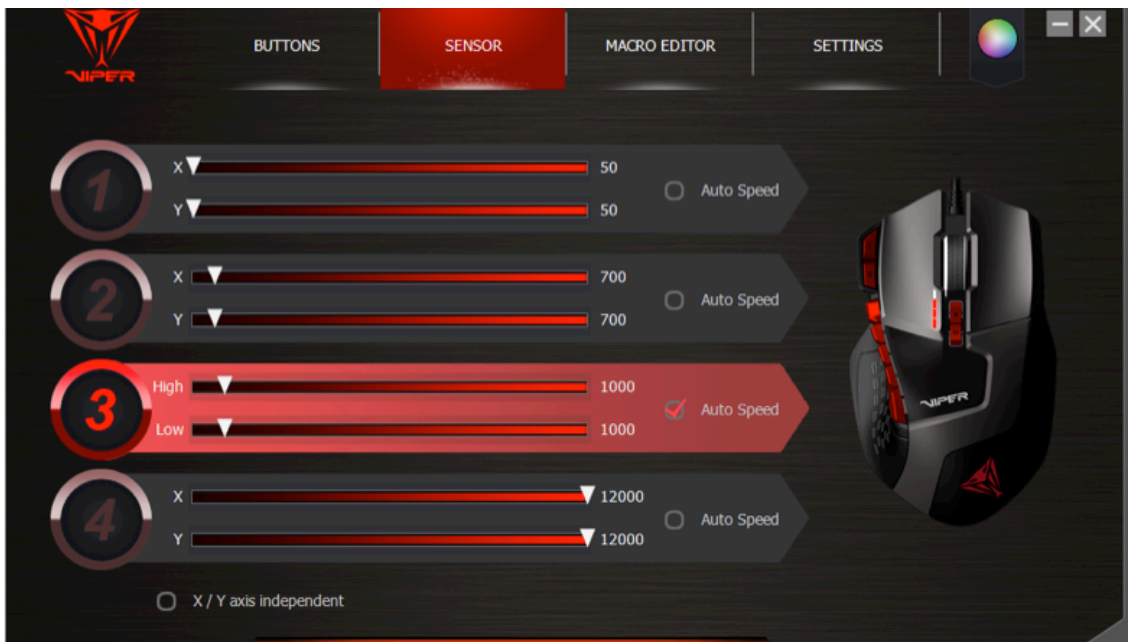 VIPER
BUTTONS
SENSOR
MACRO EDITOR
SETTINGS
1
X
50
Y
50
Auto Speed
2
X
700
Y
700
Auto Speed
3
High
1000
Low
1000
Auto Speed
4
X
12000
Y
12000
Auto Speed
X / Y axis independent
VIPER